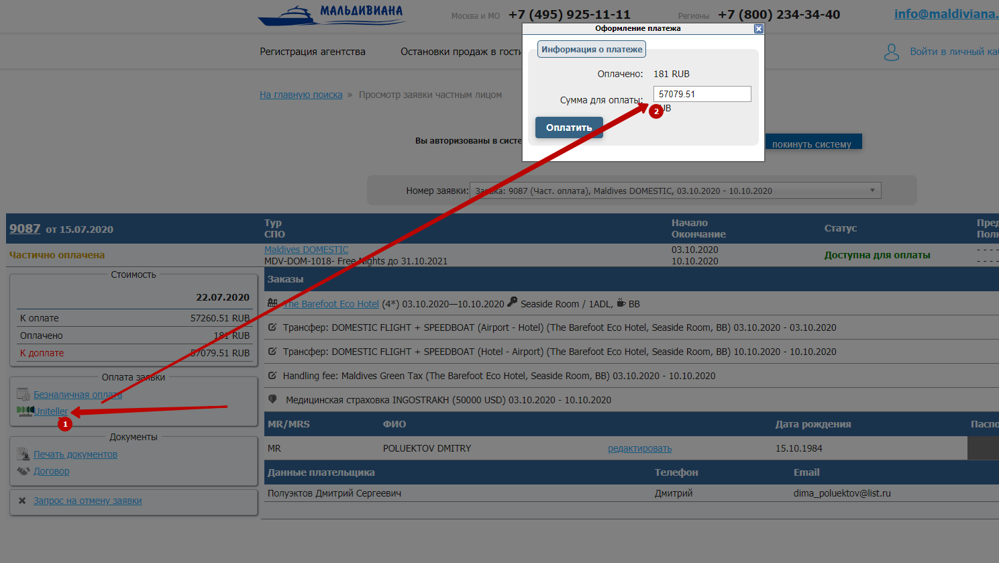 МАЛЬДИВИАНА
Москва и МО +7 (495) 925-11-11
Регионы +7 (800) 234-34-40
info@maldiviana.
Регистрация агентства
Остановки продаж в гости
Войти в личный каб
Оформление платежа
Информация о платеже
Оплачено: 181 RUB
Сумма для оплаты: 57079.51
2
Оплатить
На главную поиска » Просмотр заявки частным лицом
Вы авторизованы в систе
покинуть систему
Номер заявки: Заявка: 9087 (Част. оплата), Maldives DOMESTIC, 03.10.2020 - 10.10.2020
9087 от 15.07.2020
Тур
СПО
Начало
Окончание
Статус
Частично оплачена
Maldives DOMESTIC
MDV-DOM-1018- Free Nights до 31.10.2021
03.10.2020
10.10.2020
Доступна для оплаты
- - - -
- - - -
Стоимость
22.07.2020
К оплате 57260.51 RUB
Оплачено 181 RUB
К доплате 57079.51 RUB
Оплата заявки
Безналичная оплата
uniteller Uniteller
1
Документы
Печать документов
Договор
Запрос на отмену заявки
Заказы
The Barefoot Eco Hotel (4*) 03.10.2020—10.10.2020 Seaside Room / 1ADL, BB
Трансфер: DOMESTIC FLIGHT + SPEEDBOAT (Airport - Hotel) (The Barefoot Eco Hotel, Seaside Room, BB) 03.10.2020 - 03.10.2020
Трансфер: DOMESTIC FLIGHT + SPEEDBOAT (Hotel - Airport) (The Barefoot Eco Hotel, Seaside Room, BB) 10.10.2020 - 10.10.2020
Handling fee: Maldives Green Tax (The Barefoot Eco Hotel, Seaside Room, BB) 03.10.2020 - 10.10.2020
Медицинская страховка INGOSTRAKH (50000 USD) 03.10.2020 - 10.10.2020
MR/MRS ФИО Дата рождения Паспо
MR POLUEKTOV DMITRY редактировать 15.10.1984
Данные плательщика Телефон Email
Полуэктов Дмитрий Сергеевич Дмитрий dima_poluektov@list.ru